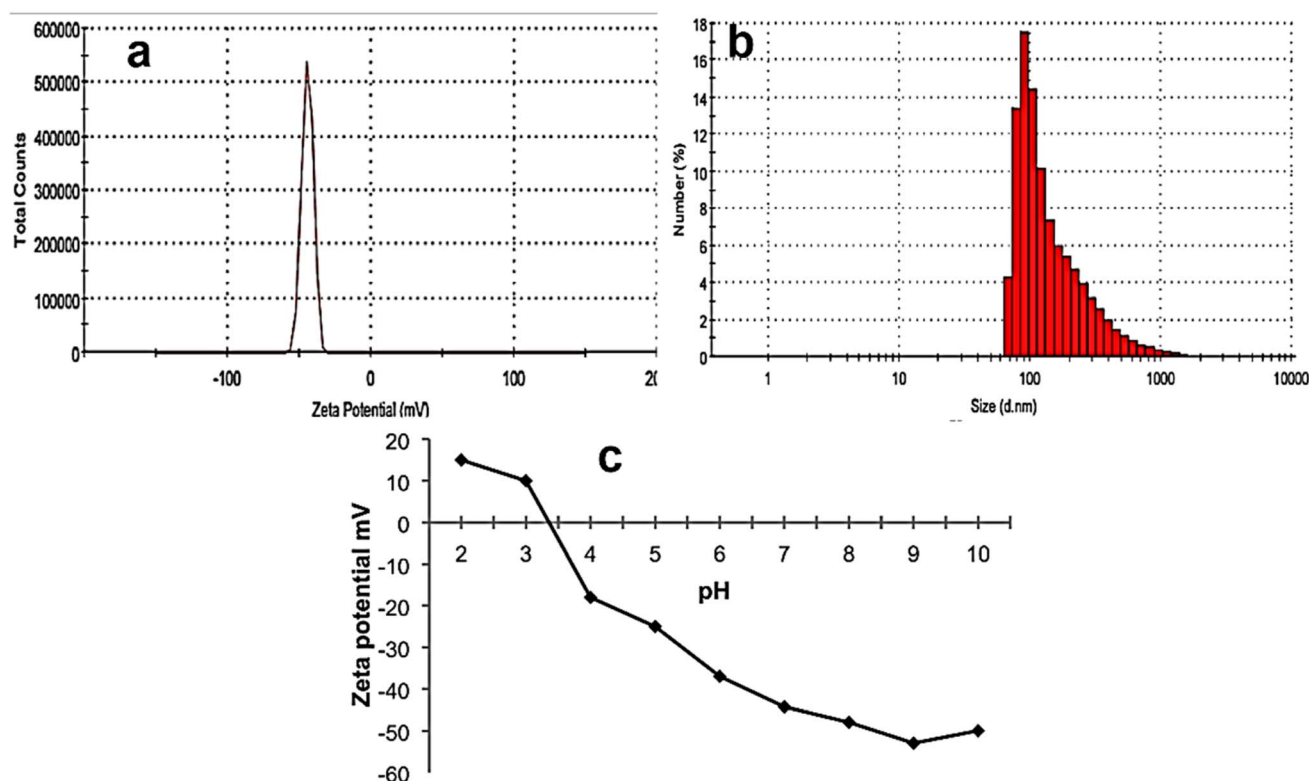 a
600000
500000
400000
300000
200000
100000
0
Total Counts
-100 0 100 20
Zeta Potential (mV)
b
18
16
14
12
10
8
6
4
2
0
Number (%)
1 10 100 1000 10000
Size (d.nm)
c
20
10
0
-10
-20
-30
-40
-50
-60
Zeta potential mV
2 3 4 5 6 7 8 9 10
pH